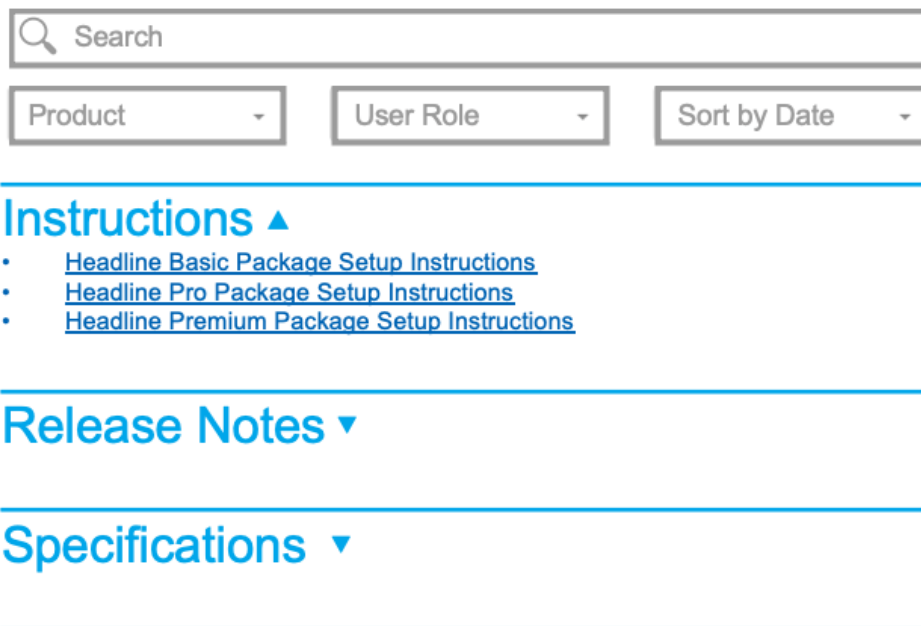 Search
Product User Role Sort by Date
Instructions ▲
• Headline Basic Package Setup Instructions
• Headline Pro Package Setup Instructions
• Headline Premium Package Setup Instructions
Release Notes ▼
Specifications ▼